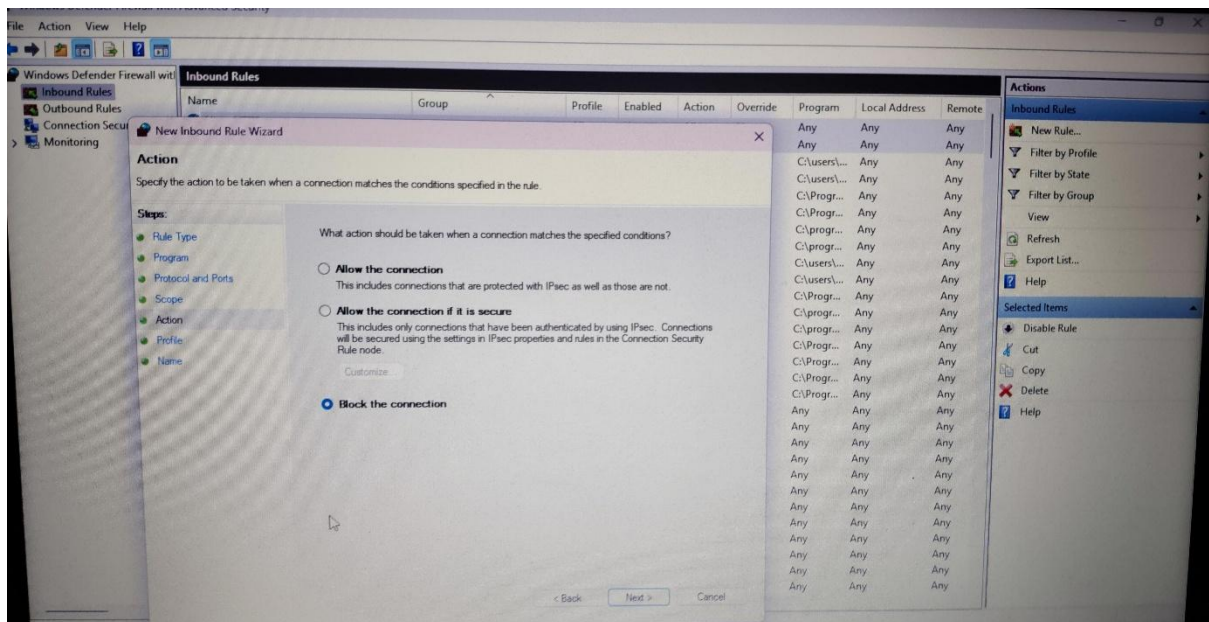 Windows Defender Firewall with Advanced Security
File Action View Help
Windows Defender Firewall witl
Inbound Rules
Outbound Rules
Connection Secu
Monitoring
Inbound Rules
Name Group Profile Enabled Action Override Program Local Address Remote
New Inbound Rule Wizard
Action
Specify the action to be taken when a connection matches the conditions specified in the rule.
Steps:
Rule Type
Program
Protocol and Ports
Scope
Action
Profile
Name
What action should be taken when a connection matches the specified conditions?
Allow the connection
This includes connections that are protected with IPsec as well as those are not.
Allow the connection if it is secure
This includes only connections that have been authenticated by using IPsec. Connections
will be secured using the settings in IPsec properties and rules in the Connection Security
Rule node.
Customize...
Block the connection
< Back Next > Cancel
Any Any Any
Any Any Any
C:\users\... Any Any
C:\users\... Any Any
C:\Progr... Any Any
C:\Progr... Any Any
C:\progr... Any Any
C:\progr... Any Any
C:\users\... Any Any
C:\users\... Any Any
C:\Progr... Any Any
C:\progr... Any Any
C:\progr... Any Any
C:\Progr... Any Any
C:\Progr... Any Any
C:\Progr... Any Any
C:\Progr... Any Any
Any Any Any
Any Any Any
Any Any Any
Any Any Any
Any Any Any
Any Any Any
Any Any Any
Any Any Any
Any Any Any
Any Any Any
Any Any Any
Any Any Any
Actions
Inbound Rules
New Rule...
Filter by Profile
Filter by State
Filter by Group
View
Refresh
Export List...
Help
Selected Items
Disable Rule
Cut
Copy
Delete
Help